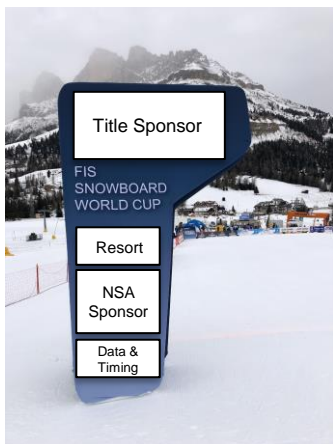 Title Sponsor
FIS
SNOWBOARD
WORLD CUP
Resort
NSA
Sponsor
Data &
Timing